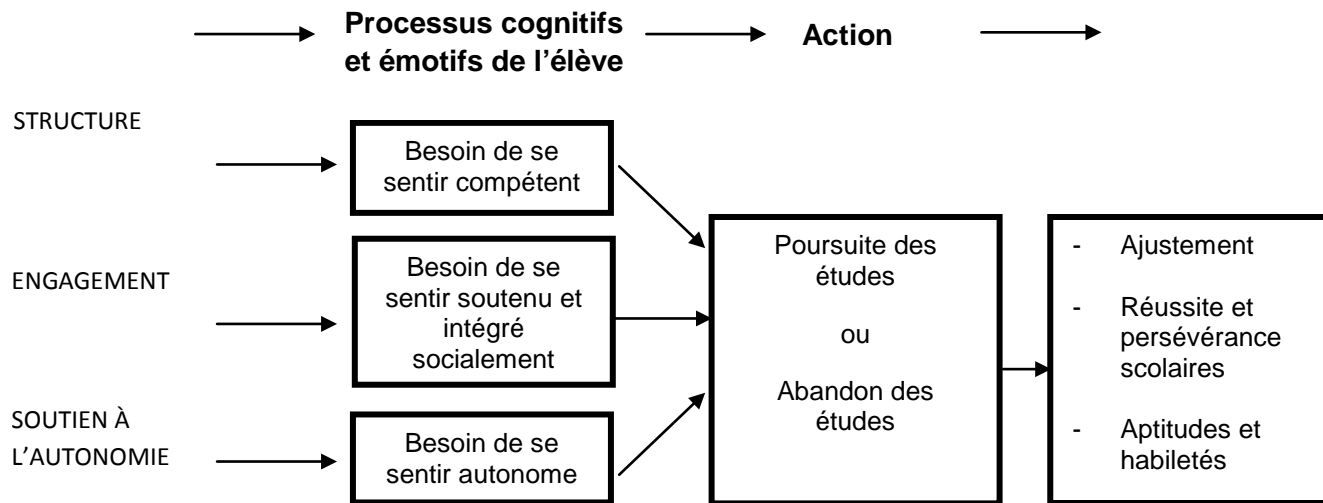 Processus cognitifs
et émotifs de l’élève
Action
STRUCTURE
Besoin de se
sentir compétent
ENGAGEMENT
Besoin de se
sentir soutenu et
intégré
socialement
SOUTIEN À
L’AUTONOMIE
Besoin de se
sentir autonome
Poursuite des
études
ou
Abandon des
études
- Ajustement
- Réussite et
persévérance
scolaires
- Aptitudes et
habiletés